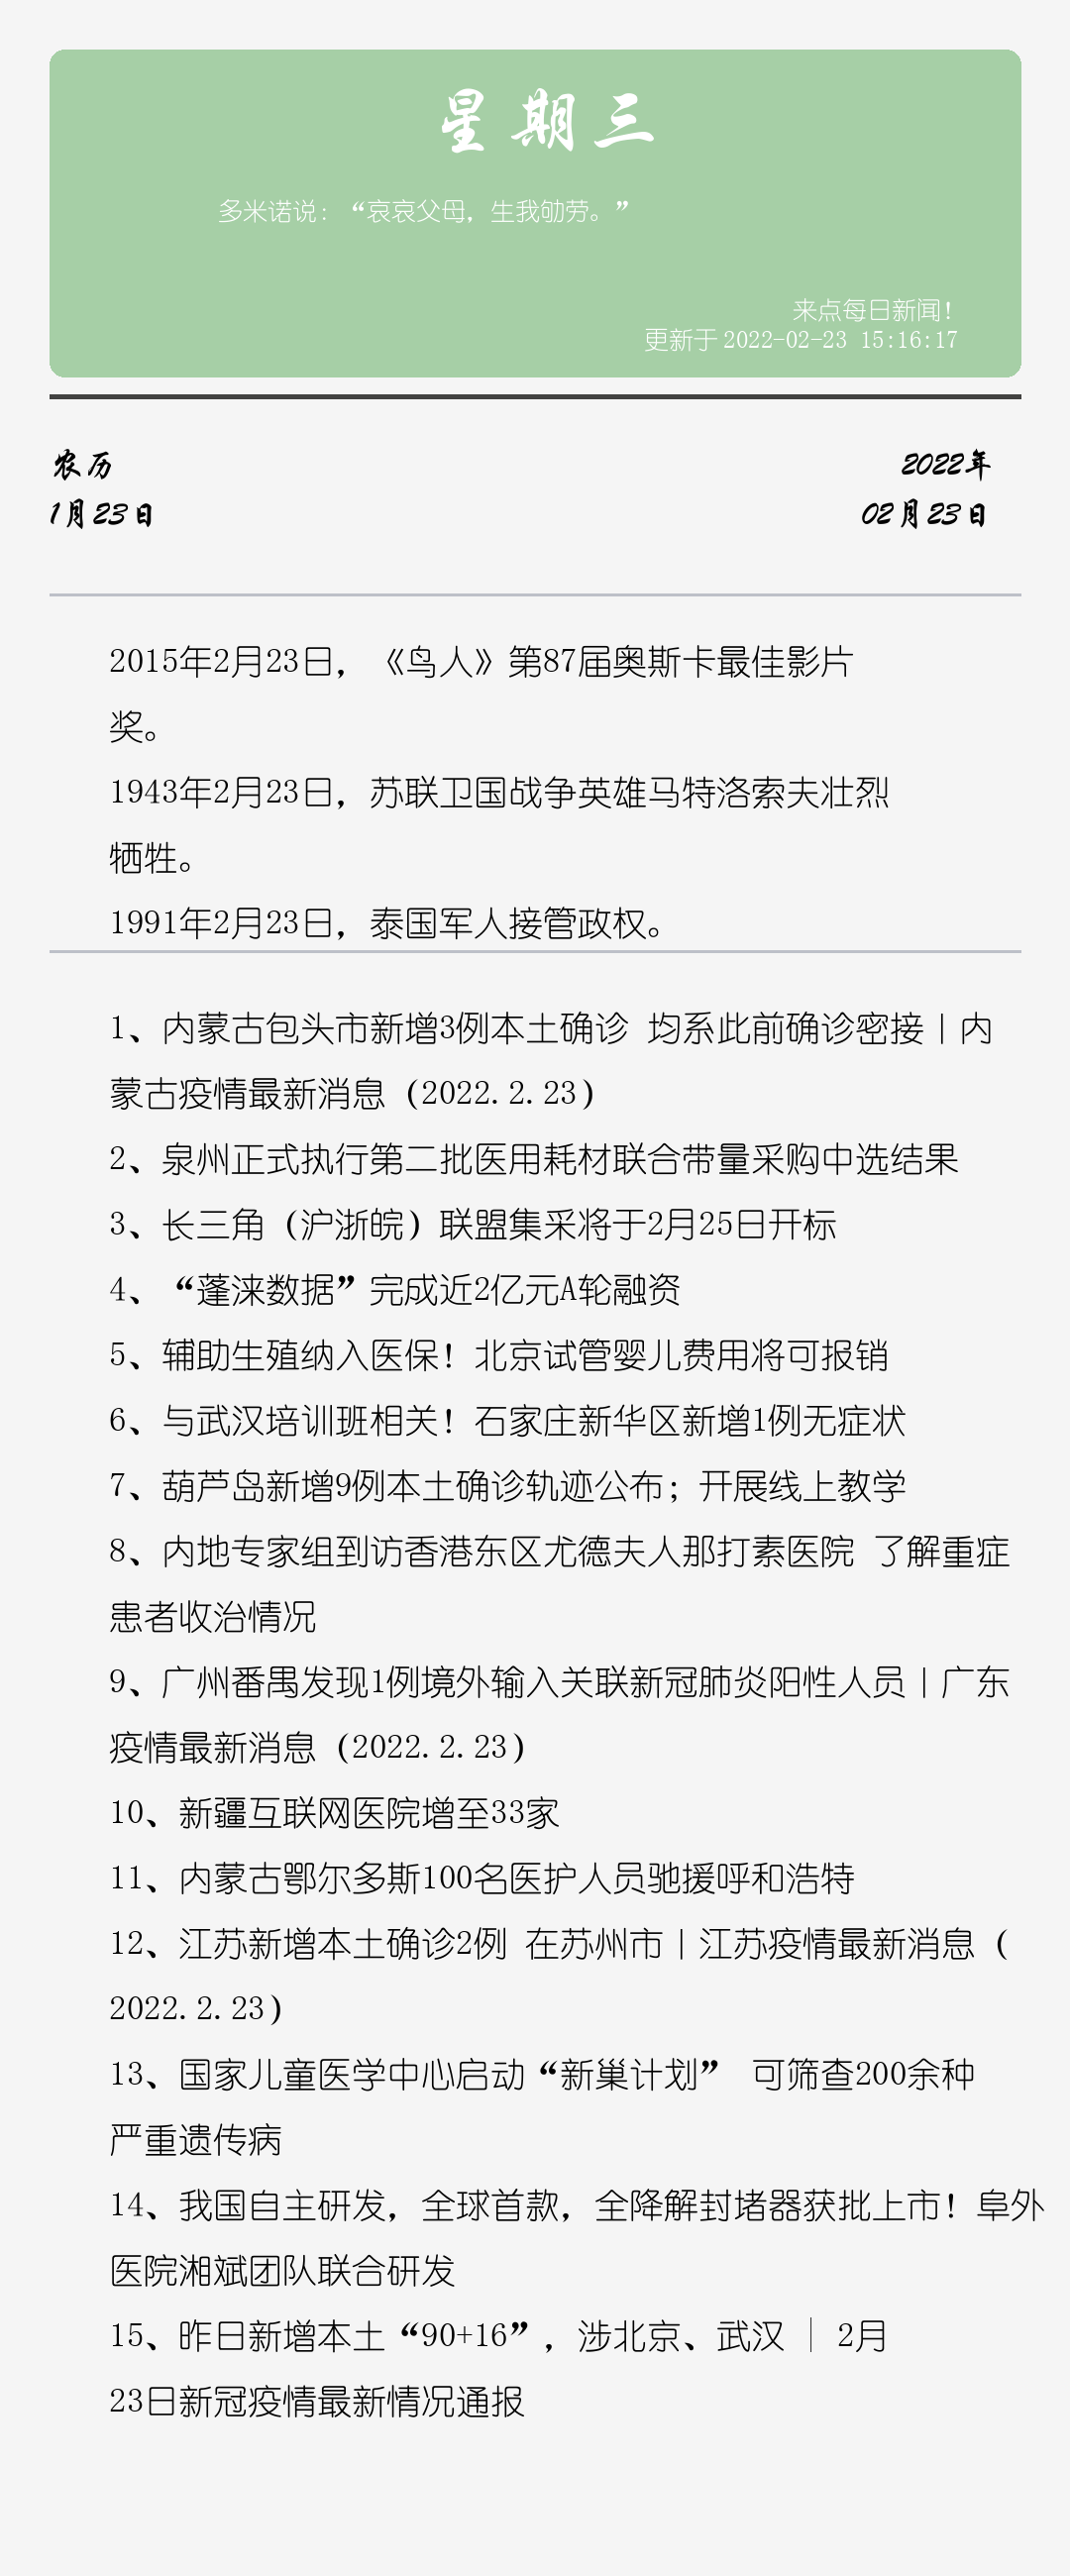 星期三
多米诺说：“哀哀父母，生我劬劳。”
来点每日新闻！
更新于 2022-02-23 15:16:17
农历
2022年
1月23日
02月23日
2015年2月23日，《鸟人》第87届奥斯卡最佳影片
奖。
1943年2月23日，苏联卫国战争英雄马特洛索夫壮烈
牺牲。
1991年2月23日，泰国军人接管政权。
1、内蒙古包头市新增3例本土确诊 均系此前确诊密接丨内
蒙古疫情最新消息（2022.2.23）
2、泉州正式执行第二批医用耗材联合带量采购中选结果
3、长三角（沪浙皖）联盟集采将于2月25日开标
4、“蓬涞数据”完成近2亿元A轮融资
5、辅助生殖纳入医保！北京试管婴儿费用将可报销
6、与武汉培训班相关！石家庄新华区新增1例无症状
7、葫芦岛新增9例本土确诊轨迹公布；开展线上教学
8、内地专家组到访香港东区尤德夫人那打素医院 了解重症
患者收治情况
9、广州番禺发现1例境外输入关联新冠肺炎阳性人员丨广东
疫情最新消息（2022.2.23）
10、新疆互联网医院增至33家
11、内蒙古鄂尔多斯100名医护人员驰援呼和浩特
12、江苏新增本土确诊2例 在苏州市丨江苏疫情最新消息（
2022.2.23）
13、国家儿童医学中心启动“新巢计划” 可筛查200余种
严重遗传病
14、我国自主研发，全球首款，全降解封堵器获批上市！阜外
医院湘斌团队联合研发
15、昨日新增本土“90+16”，涉北京、武汉 │ 2月
23日新冠疫情最新情况通报